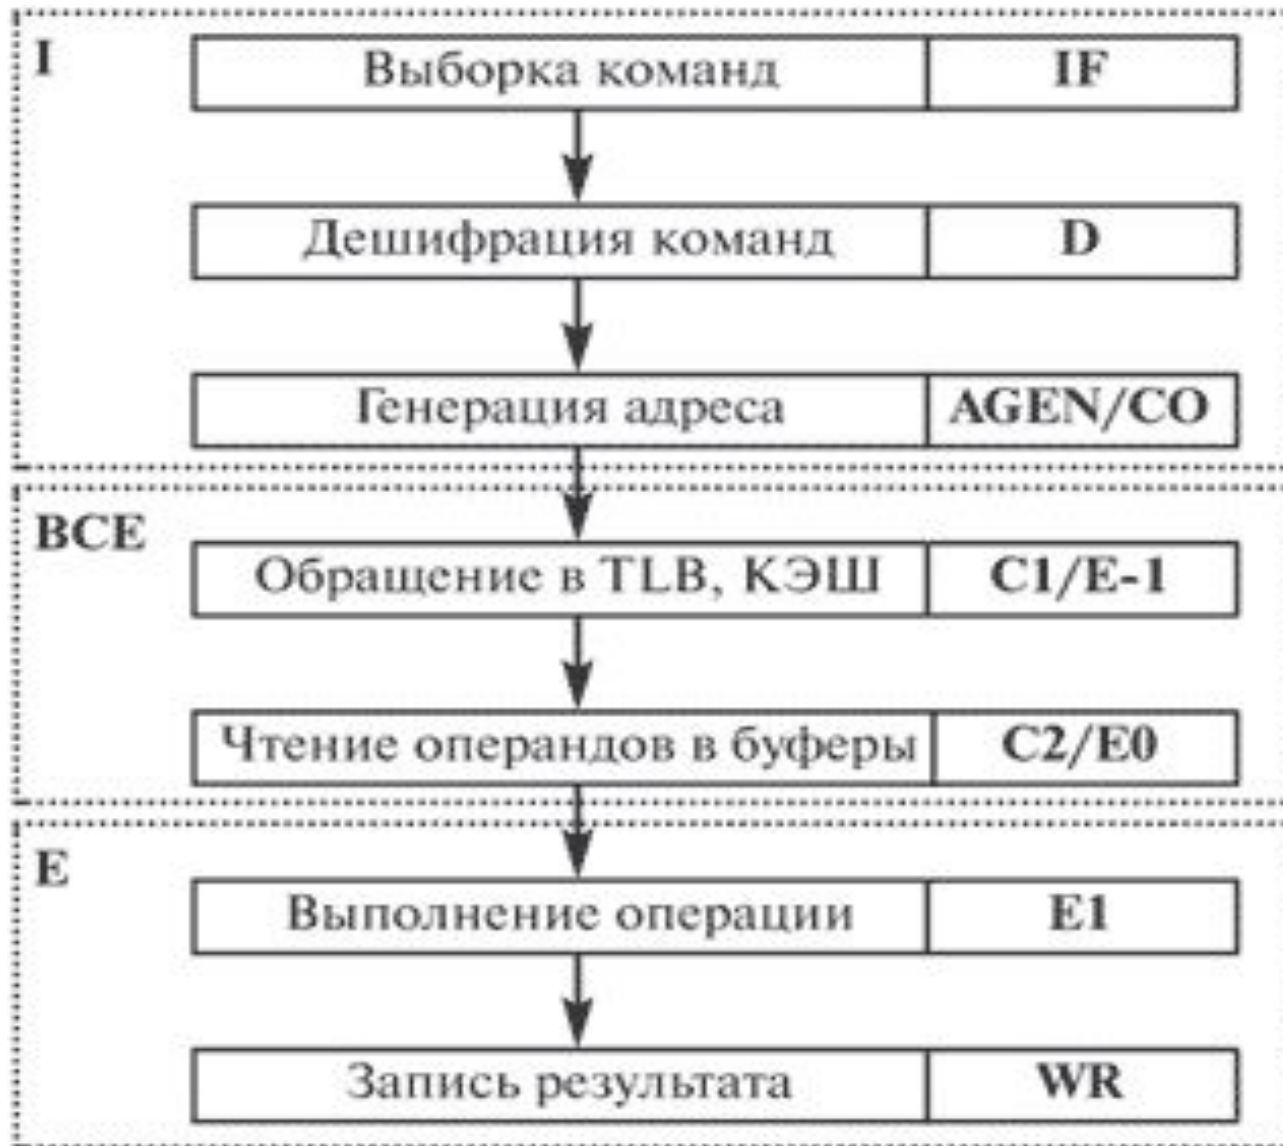 I
Выборка команд IF
Дешифрация команд D
Генерация адреса AGEN/CO
BCE
Обращение в TLB, КЭШ C1/E-1
Чтение операндов в буферы C2/E0
E
Выполнение операции E1
Запись результата WR